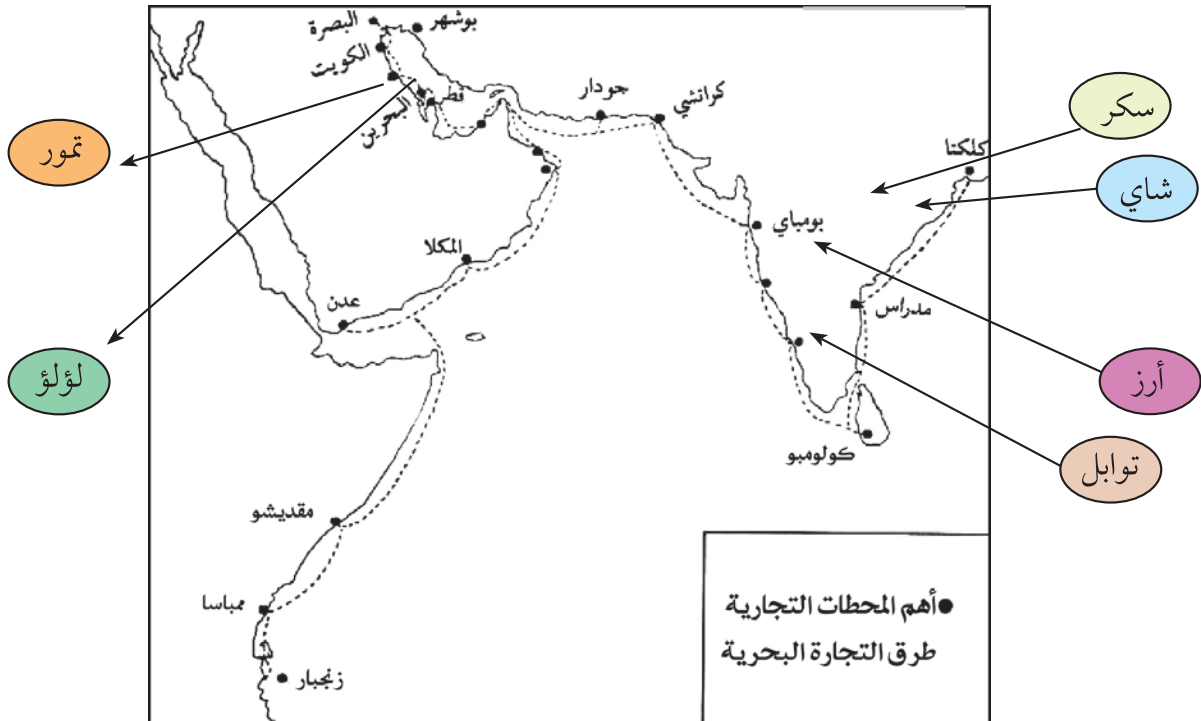 البصرة
بوشهر
الكويت
البحرين
قطر
جودار
كراتشي
كلكتا
سكر
شاي
تمور
بومباي
المكلا
عدن
مدراس
لؤلؤ
أرز
كولومبو
توابل
مقديشو
ممباسا
زنجبار
أهم المحطات التجارية
طرق التجارة البحرية